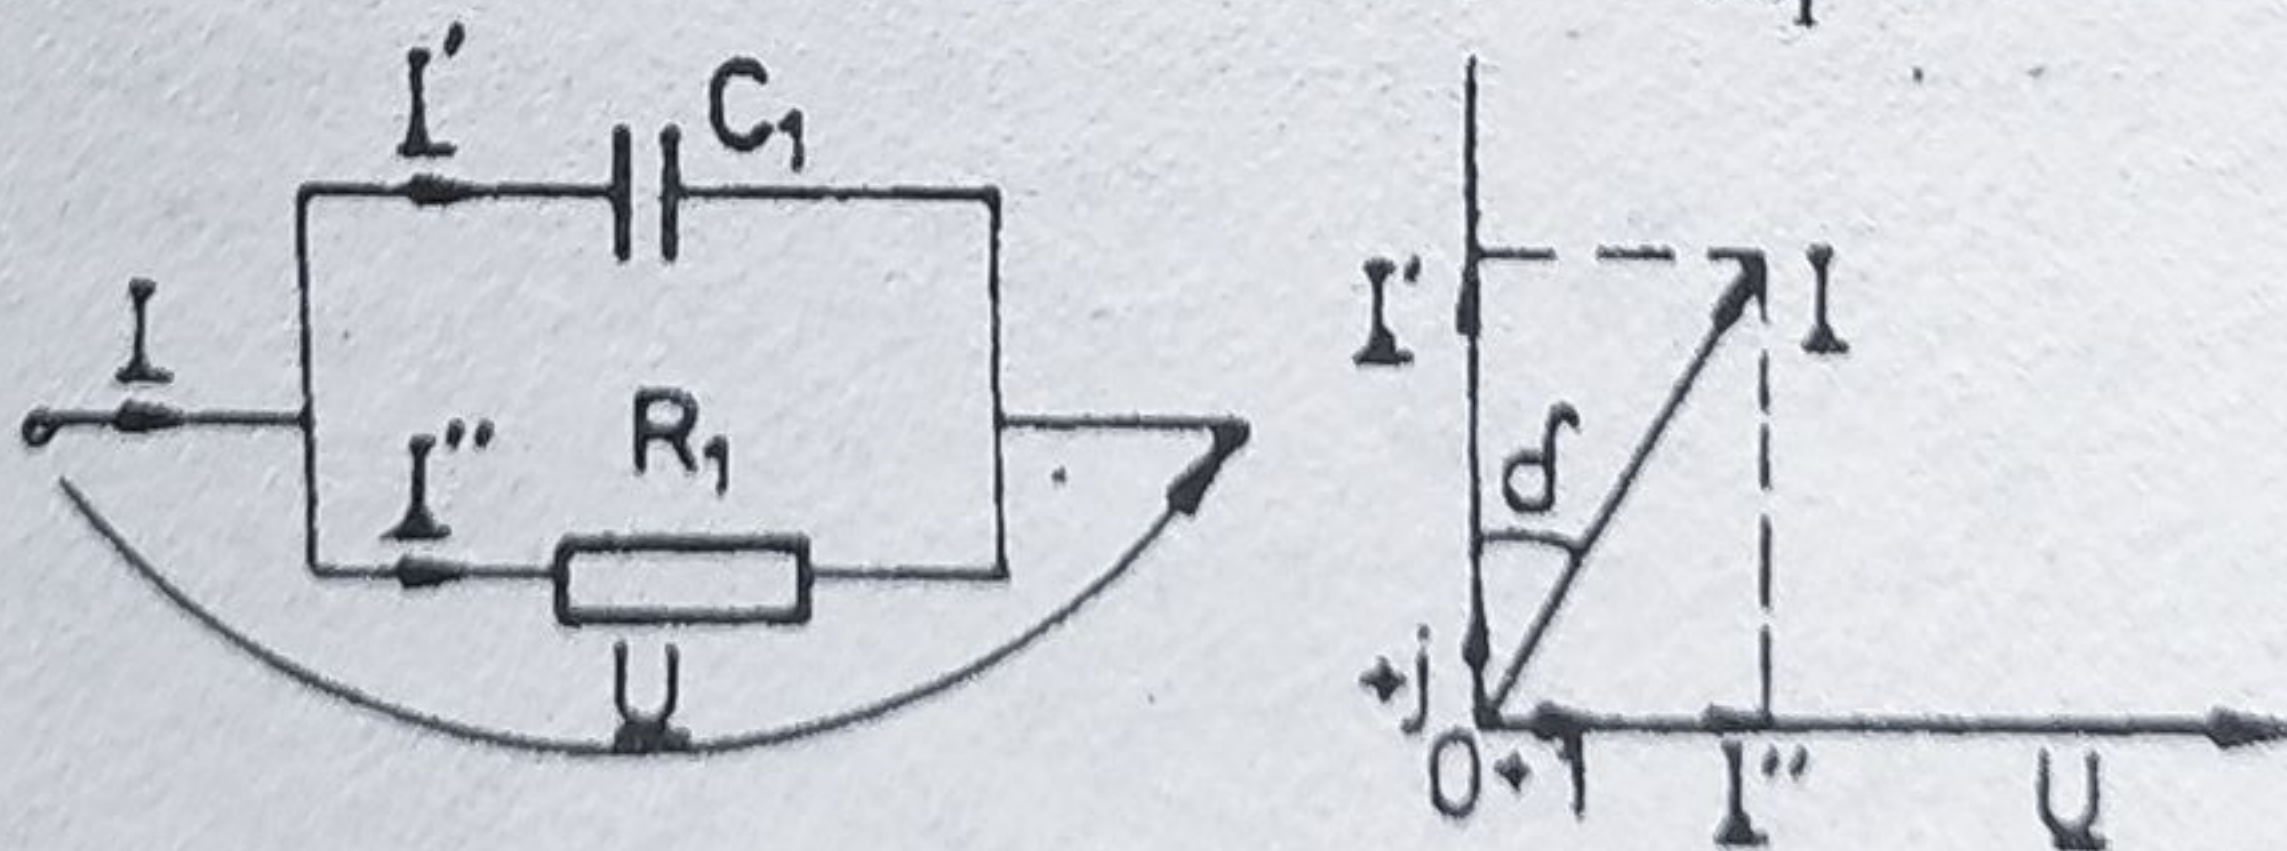 I' C₁
I
I'' R₁
U
I' I
δ
+j
0 +1 I'' U